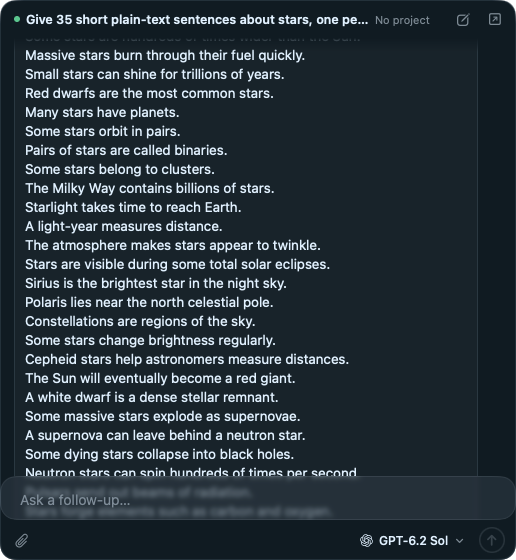 Give 35 short plain-text sentences about stars, one pe... No project
Massive stars burn through their fuel quickly.
Small stars can shine for trillions of years.
Red dwarfs are the most common stars.
Many stars have planets.
Some stars orbit in pairs.
Pairs of stars are called binaries.
Some stars belong to clusters.
The Milky Way contains billions of stars.
Starlight takes time to reach Earth.
A light-year measures distance.
The atmosphere makes stars appear to twinkle.
Stars are visible during some total solar eclipses.
Sirius is the brightest star in the night sky.
Polaris lies near the north celestial pole.
Constellations are regions of the sky.
Some stars change brightness regularly.
Cepheid stars help astronomers measure distances.
The Sun will eventually become a red giant.
A white dwarf is a dense stellar remnant.
Some massive stars explode as supernovae.
A supernova can leave behind a neutron star.
Some dying stars collapse into black holes.
Neutron stars can spin hundreds of times per second.
Ask a follow-up...
Stars forge elements such as carbon and oxygen.
GPT-6.2 Sol